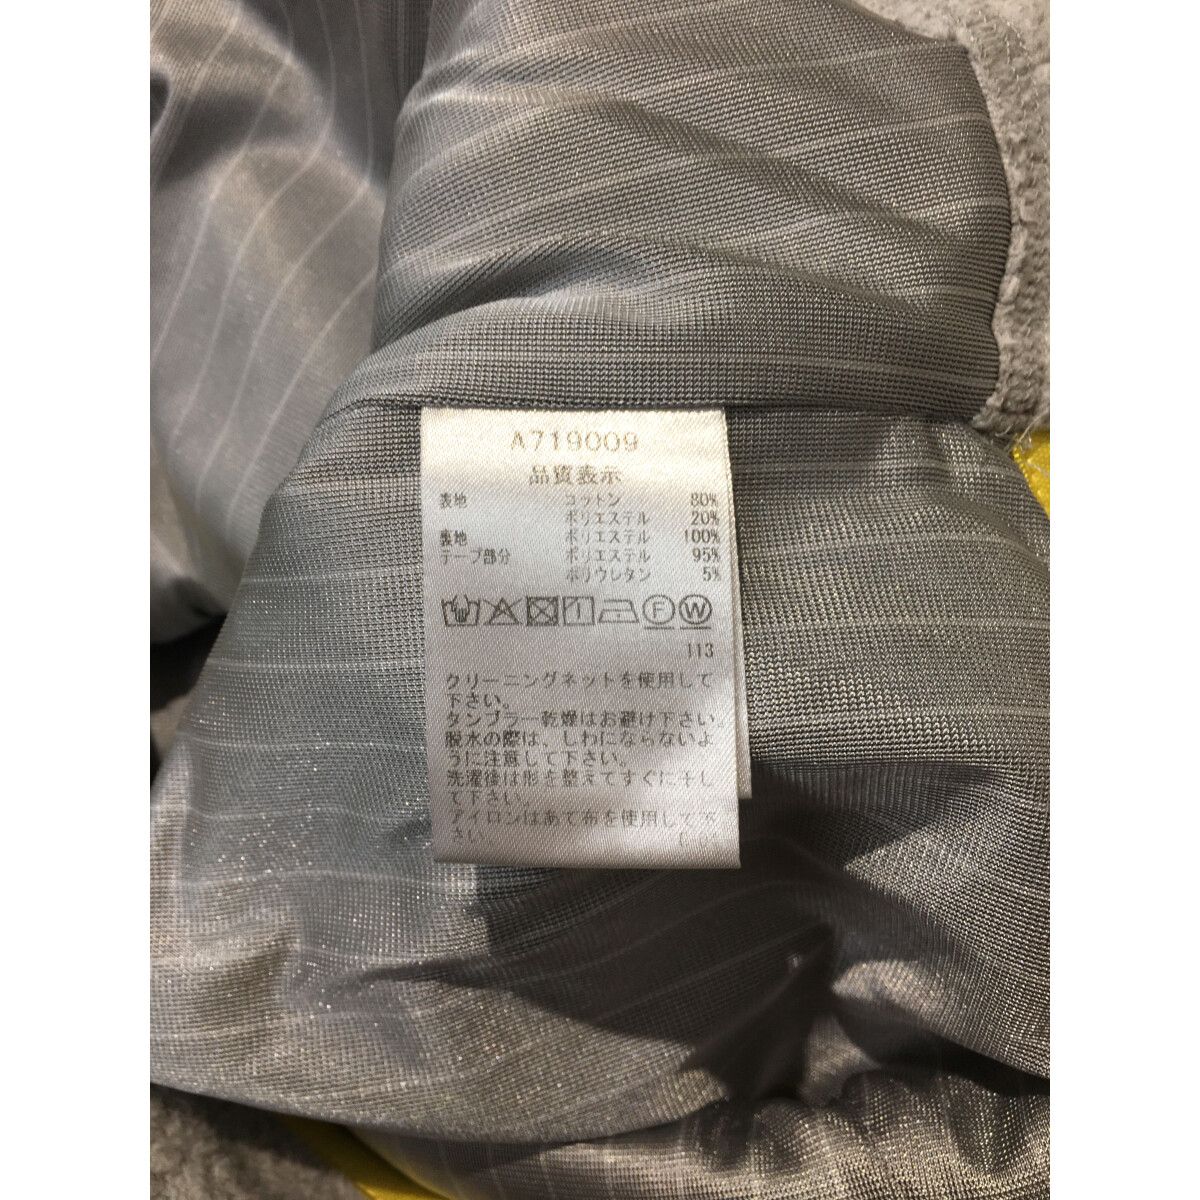 A719009
品質表示
表地 コットン 80%
ポリエステル 20%
裏地 ポリエステル 100%
テープ部分 ポリエステル 95%
ポリウレタン 5%
F W
113
クリーニングネットを使用して
下さい。
タンブラー乾燥はお避け下さい。
脱水の際は、しわにならないよ
うに注意して下さい。
洗濯後は形を整えてすぐに干し
て下さい。
アイロンはあて布を使用して下
さい